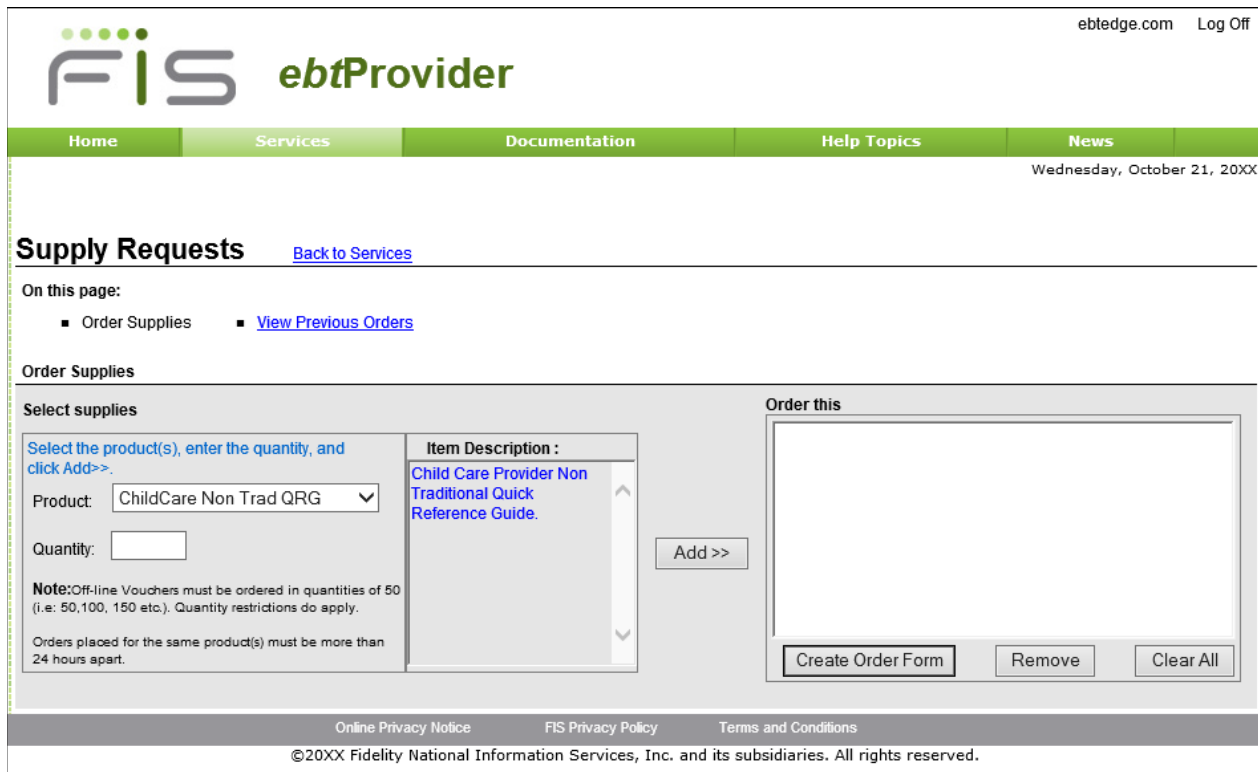 ebtedge.com Log Off
FIS ebtProvider
Home Services Documentation Help Topics News
Wednesday, October 21, 20XX
Supply Requests Back to Services
On this page:
Order Supplies View Previous Orders
Order Supplies
Select supplies
Select the product(s), enter the quantity, and
click Add>>.
Product: ChildCare Non Trad QRG
Quantity:
Note:Off-line Vouchers must be ordered in quantities of 50
(i.e: 50,100, 150 etc.). Quantity restrictions do apply.
Orders placed for the same product(s) must be more than
24 hours apart.
Item Description :
Child Care Provider Non
Traditional Quick
Reference Guide.
Add >>
Order this
Create Order Form Remove Clear All
Online Privacy Notice FIS Privacy Policy Terms and Conditions
©20XX Fidelity National Information Services, Inc. and its subsidiaries. All rights reserved.